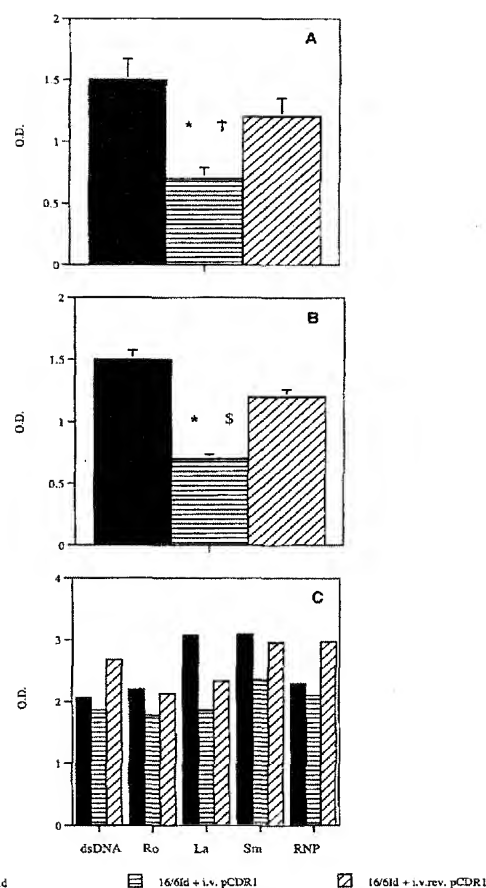 2
A
1.5
* †
O.D.
1
0.5
0
2
B
1.5
* $
O.D.
1
0.5
0
4
C
3
O.D.
2
1
0
dsDNA Ro La Sm RNP
16/6Id + i.v. pCDR1 16/6Id + i.v.rev. pCDR1